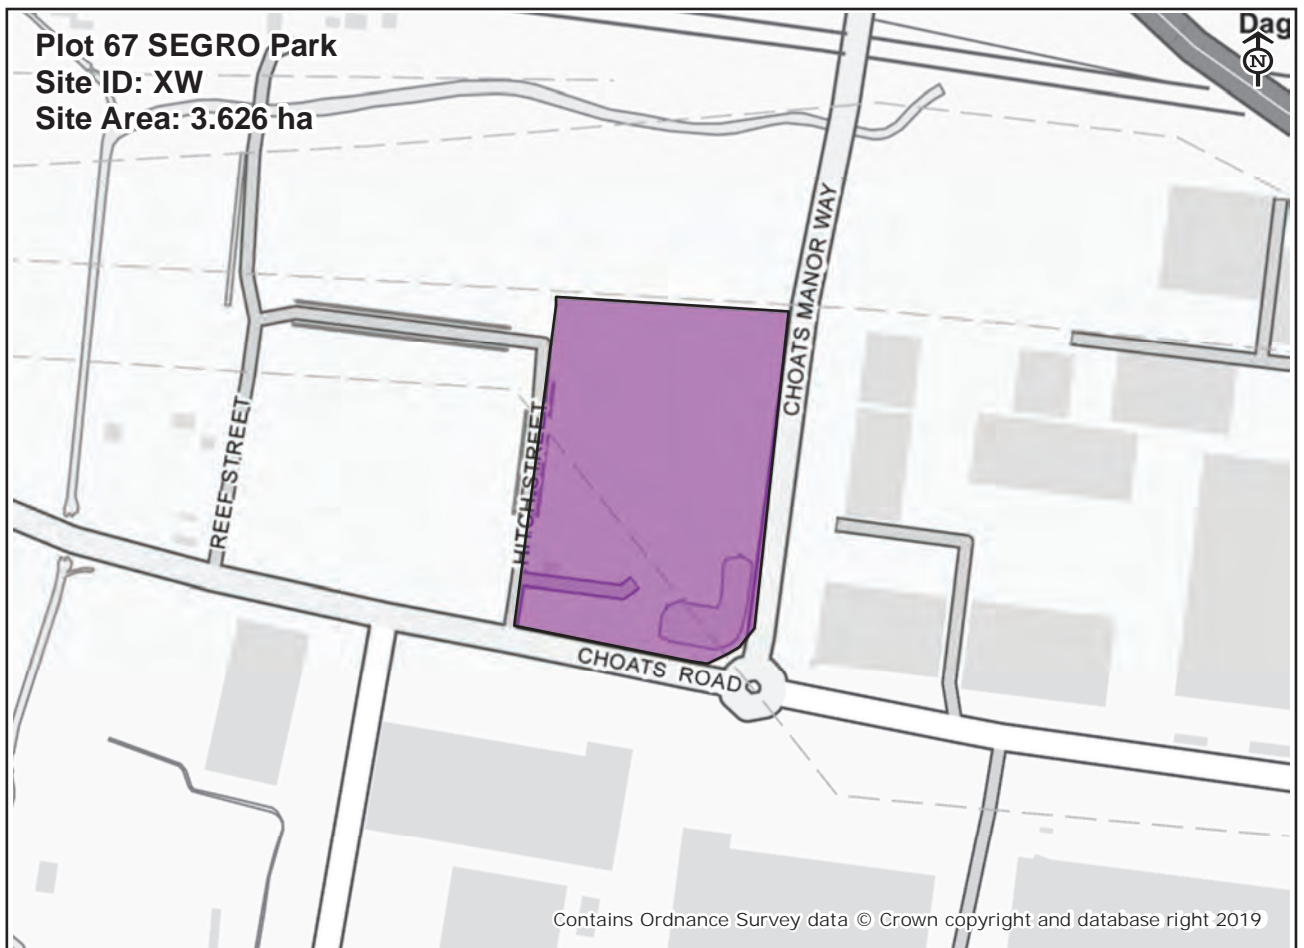 Plot 67 SEGRO Park
Site ID: XW
Site Area: 3.626 ha
Dag
N
CHOATS MANOR WAY
REEF STREET
HITCH STREET
CHOATS ROAD
Contains Ordnance Survey data © Crown copyright and database right 2019